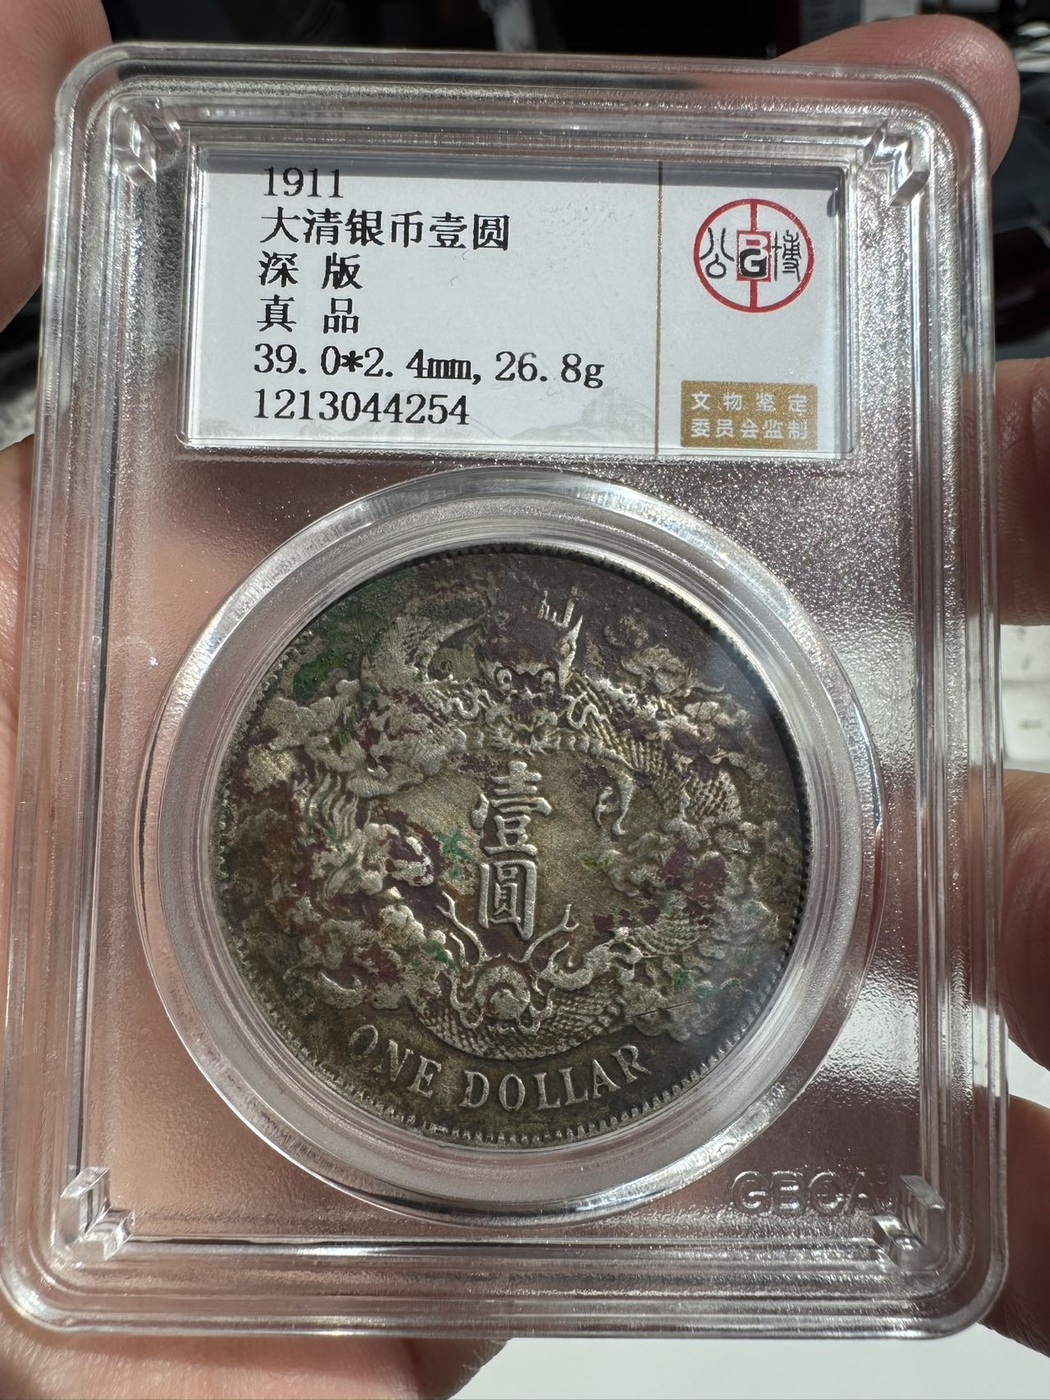 1911
大清银币壹圆
深 版
真 品
39.0*2.4mm, 26.8g
1213044254
公 BG 博
文物鉴定
委员会监制
壹
圓
ONE DOLLAR
GBCA